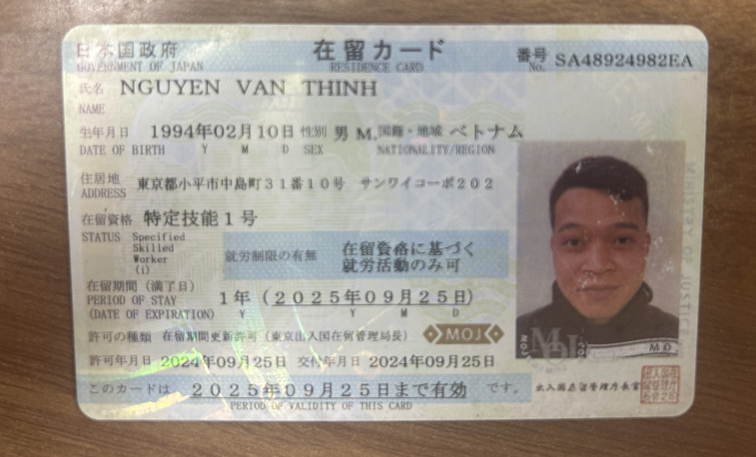 日本国政府 在留カード 番号 SA48924982EA
GOVERNMENT OF JAPAN RESIDENCE CARD No.
氏名 NGUYEN VAN THINH
NAME
生年月日 1994年02月10日 性別 男 M. 国籍・地域 ベトナム
DATE OF BIRTH Y M D SEX NATIONALITY/REGION
住居地 東京都小平市中島町31番10号 サンワイコーポ202
ADDRESS
在留資格 特定技能1号
STATUS Specified
Skilled
Worker
(i)
就労制限の有無 在留資格に基づく
就労活動のみ可
在留期間(満了日)
PERIOD OF STAY 1年(2025年09月25日)
(DATE OF EXPIRATION) Y Y M D
許可の種類 在留期間更新許可(東京出入国在留管理局長) MOJ
許可年月日 2024年09月25日 交付年月日 2024年09月25日
このカードは 2025年09月25日まで有効 です。
PERIOD OF VALIDITY OF THIS CARD
MINISTRY OF JUSTICE
MOJ
出入国在留管理庁長官